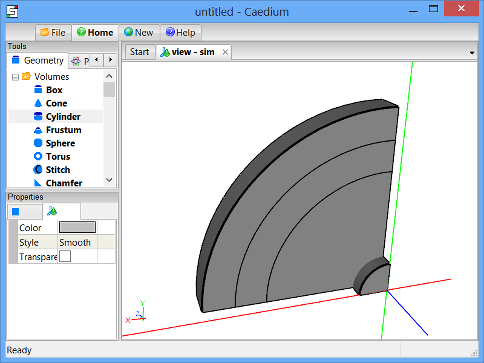 untitled - Caedium
File
Home
New
Help
Tools
Geometry
P
Volumes
Box
Cone
Cylinder
Frustum
Sphere
Torus
Stitch
Chamfer
Properties
Color
Style Smooth
Transpare
Start
view - sim
Y
Z
X
Ready